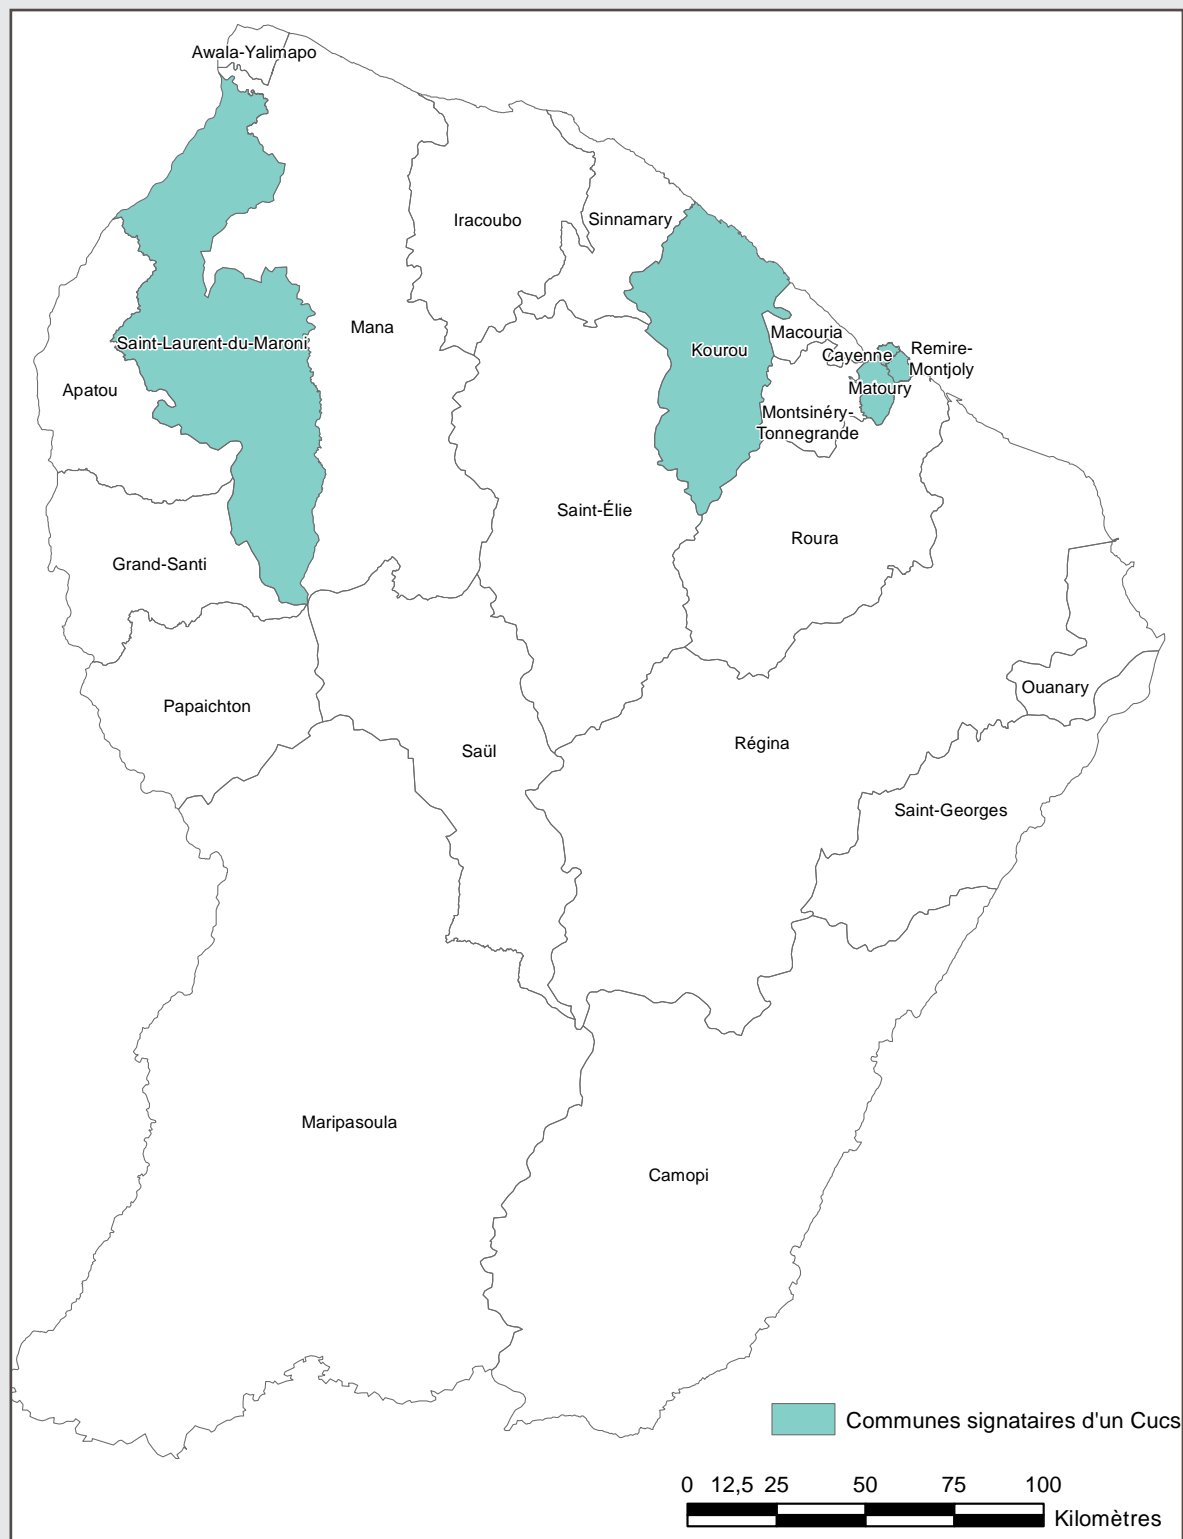 Awala-Yalimapo
Iracoubo
Sinnamary
Mana
Saint-Laurent-du-Maroni
Macouria
Kourou
Cayenne
Remire-
Montjoly
Apatou
Matoury
Montsinéry-
Tonnegrande
Saint-Élie
Roura
Grand-Santi
Ouanary
Papaichton
Régina
Saül
Saint-Georges
Maripasoula
Camopi
Communes signataires d'un Cucs
0 12,5 25 50 75 100
Kilomètres